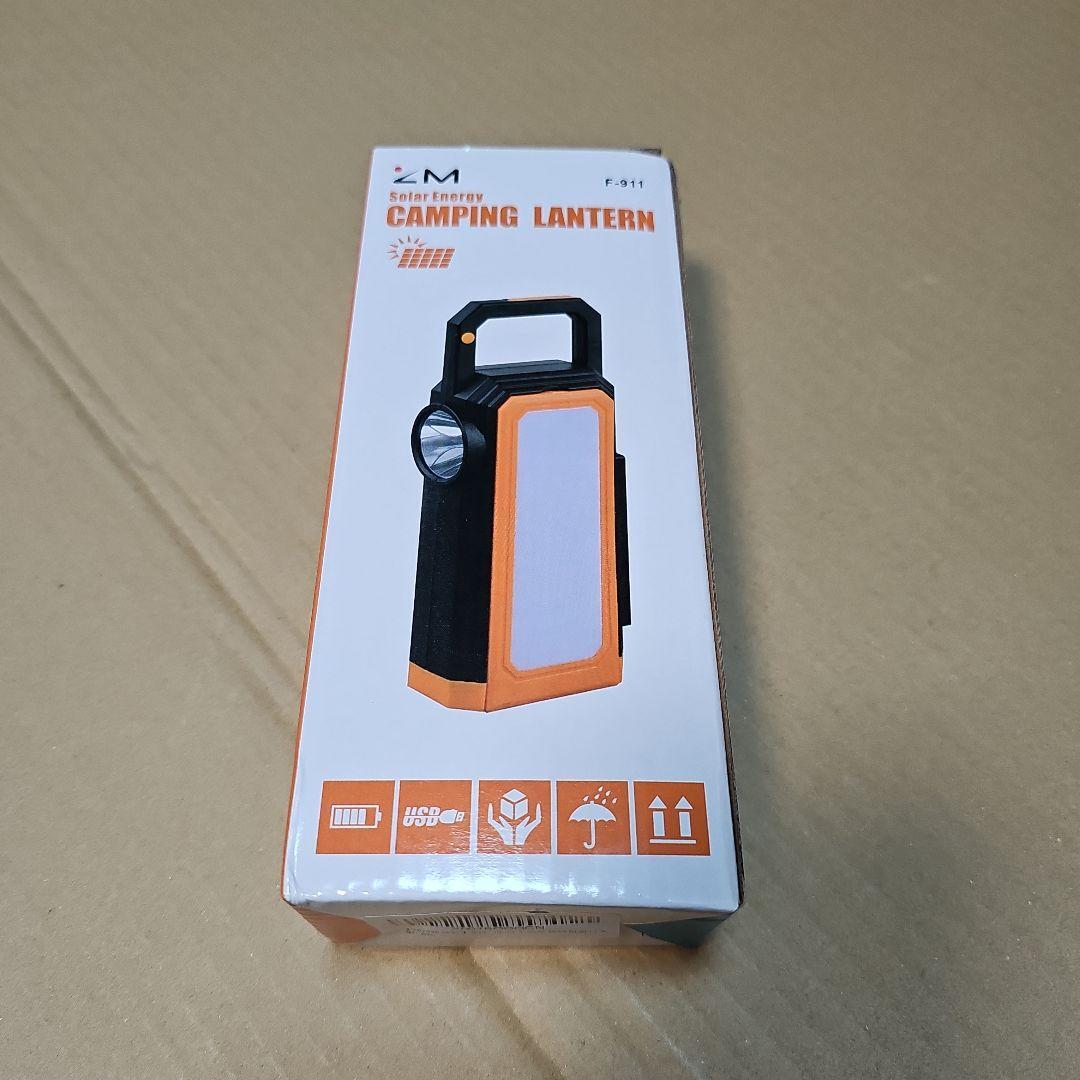 ZM
F-911
Solar Energy
CAMPING LANTERN
USB